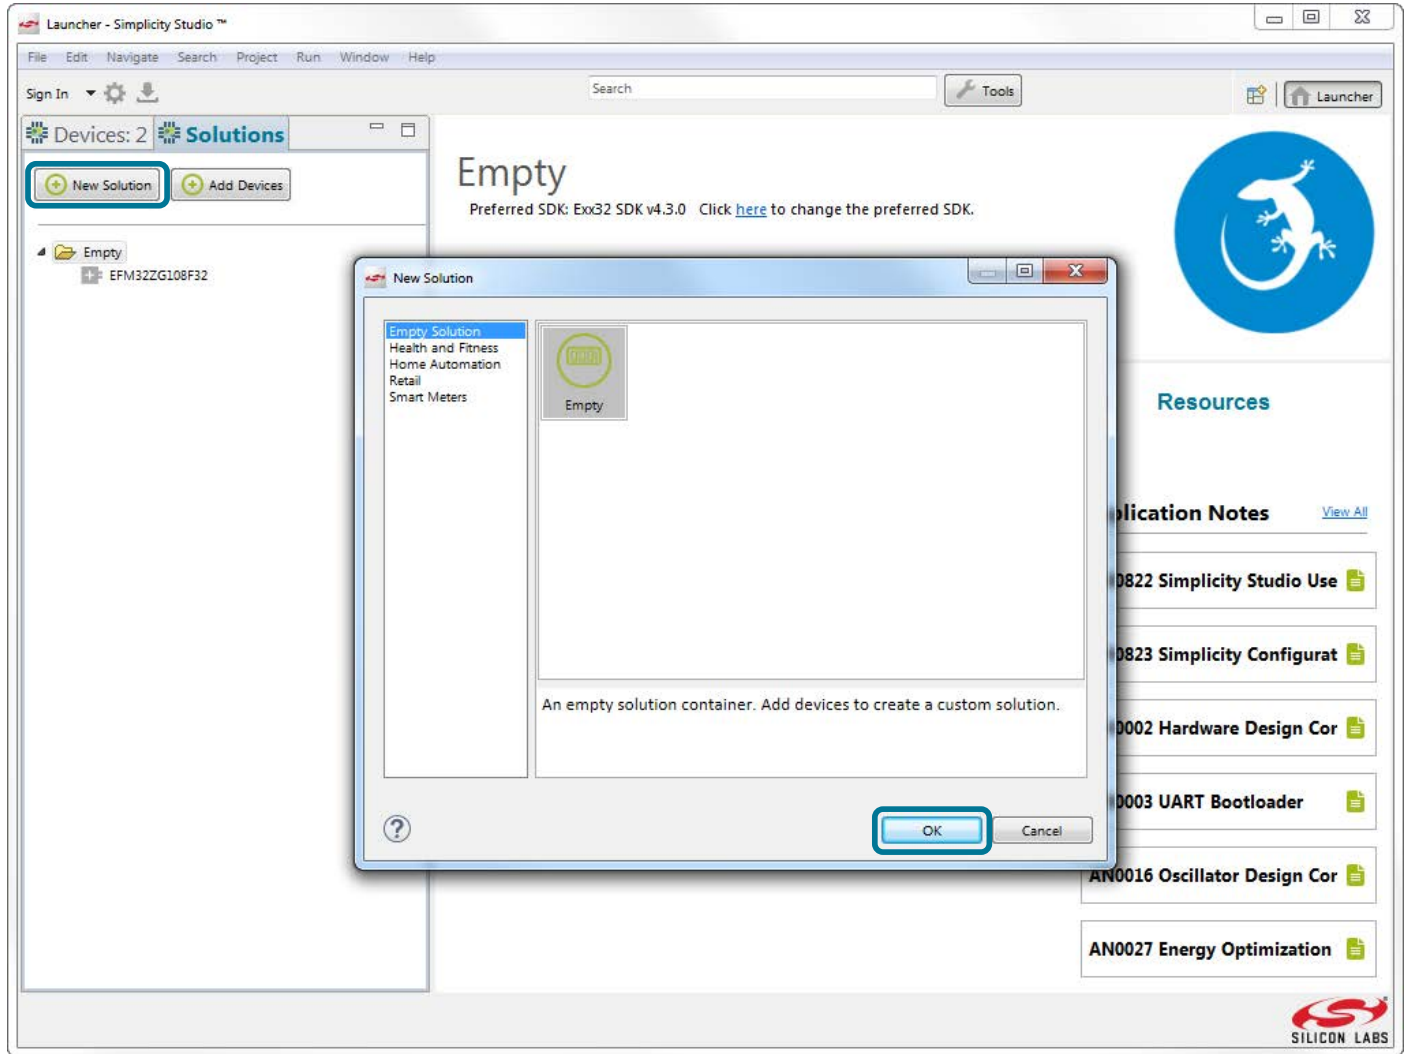 Launcher - Simplicity Studio ™
File Edit Navigate Search Project Run Window Help
Sign In
Search
Tools
Launcher
Devices: 2
Solutions
New Solution
Add Devices
Empty
EFM32ZG108F32
Empty
Preferred SDK: Exx32 SDK v4.3.0 Click here to change the preferred SDK.
New Solution
Empty Solution
Health and Fitness
Home Automation
Retail
Smart Meters
Empty
An empty solution container. Add devices to create a custom solution.
?
OK
Cancel
Resources
lication Notes
View All
0822 Simplicity Studio Use
0823 Simplicity Configurat
0002 Hardware Design Cor
0003 UART Bootloader
AN0016 Oscillator Design Cor
AN0027 Energy Optimization
SILICON LABS